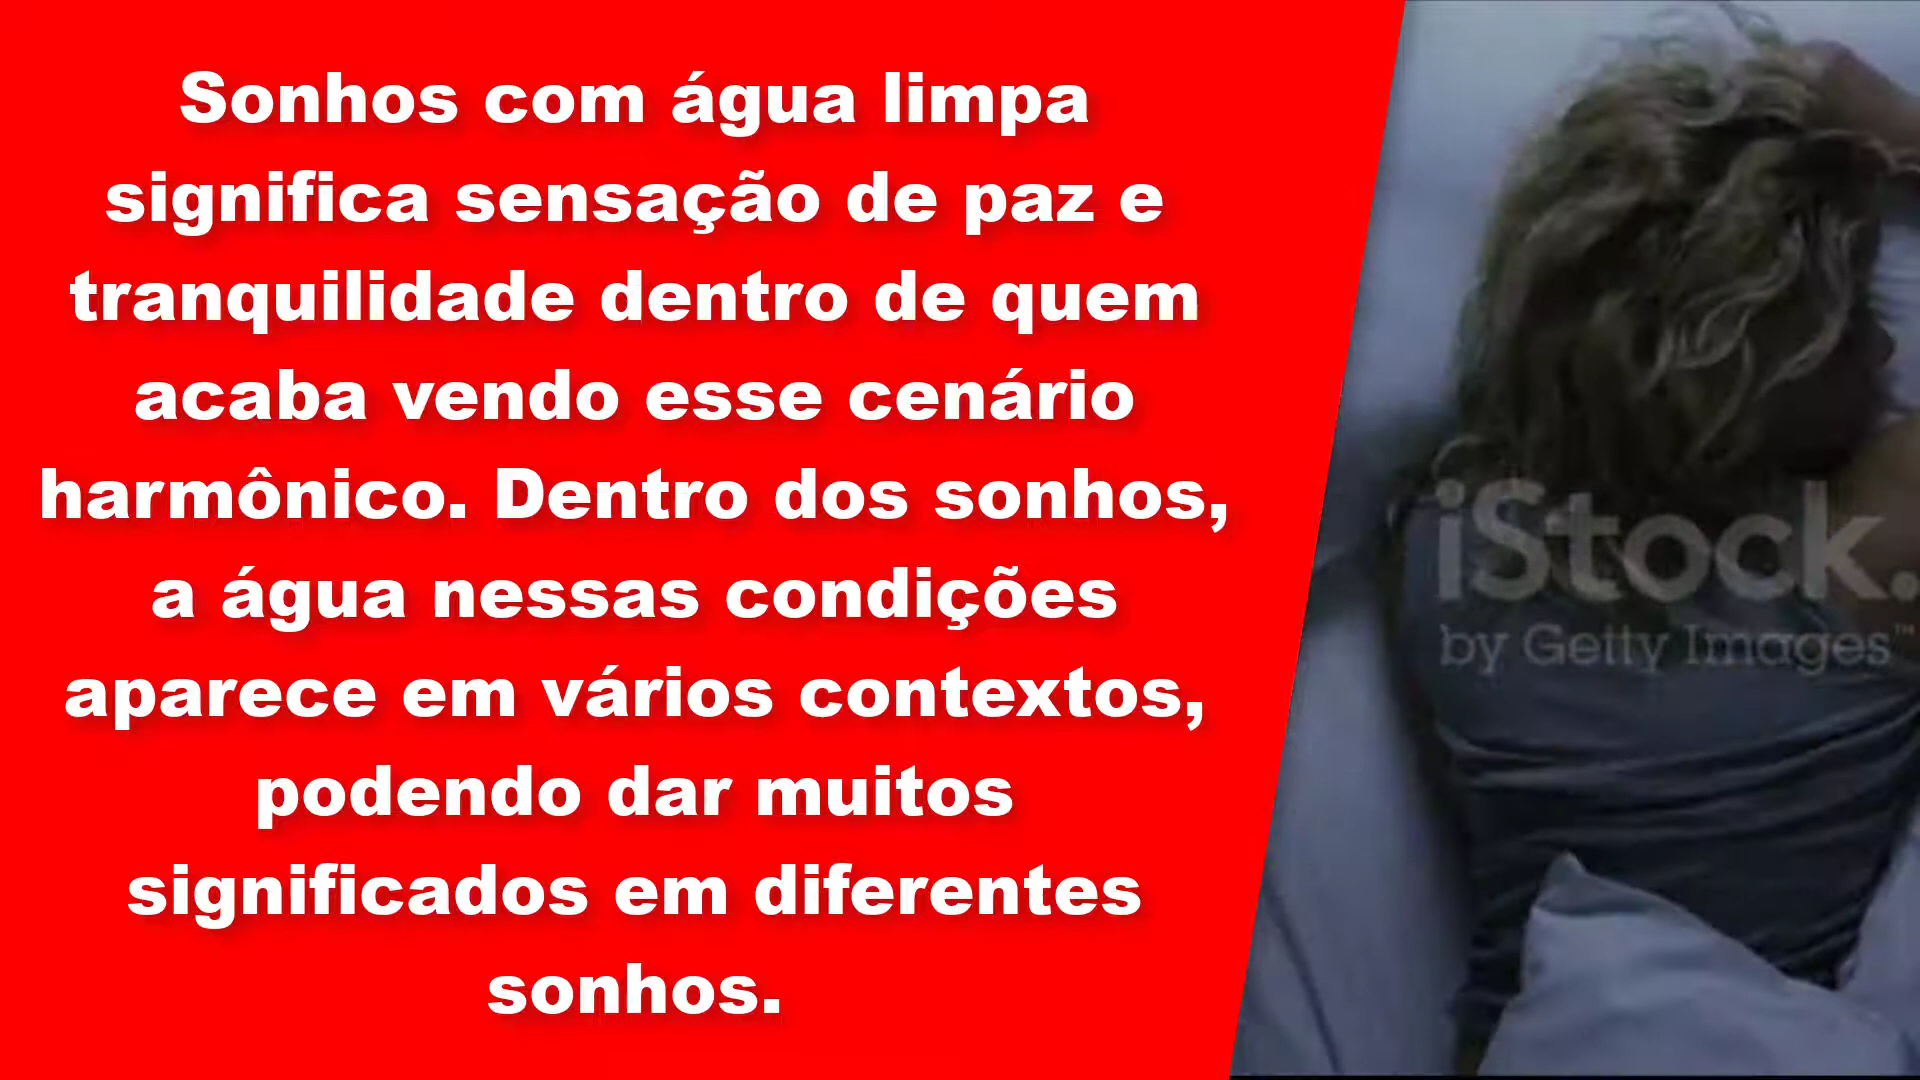 Sonhos com água limpa
significa sensação de paz e
tranquilidade dentro de quem
acaba vendo esse cenário
harmônico. Dentro dos sonhos,
a água nessas condições
aparece em vários contextos,
podendo dar muitos
significados em diferentes
sonhos.
iStock.
by Getty Images™